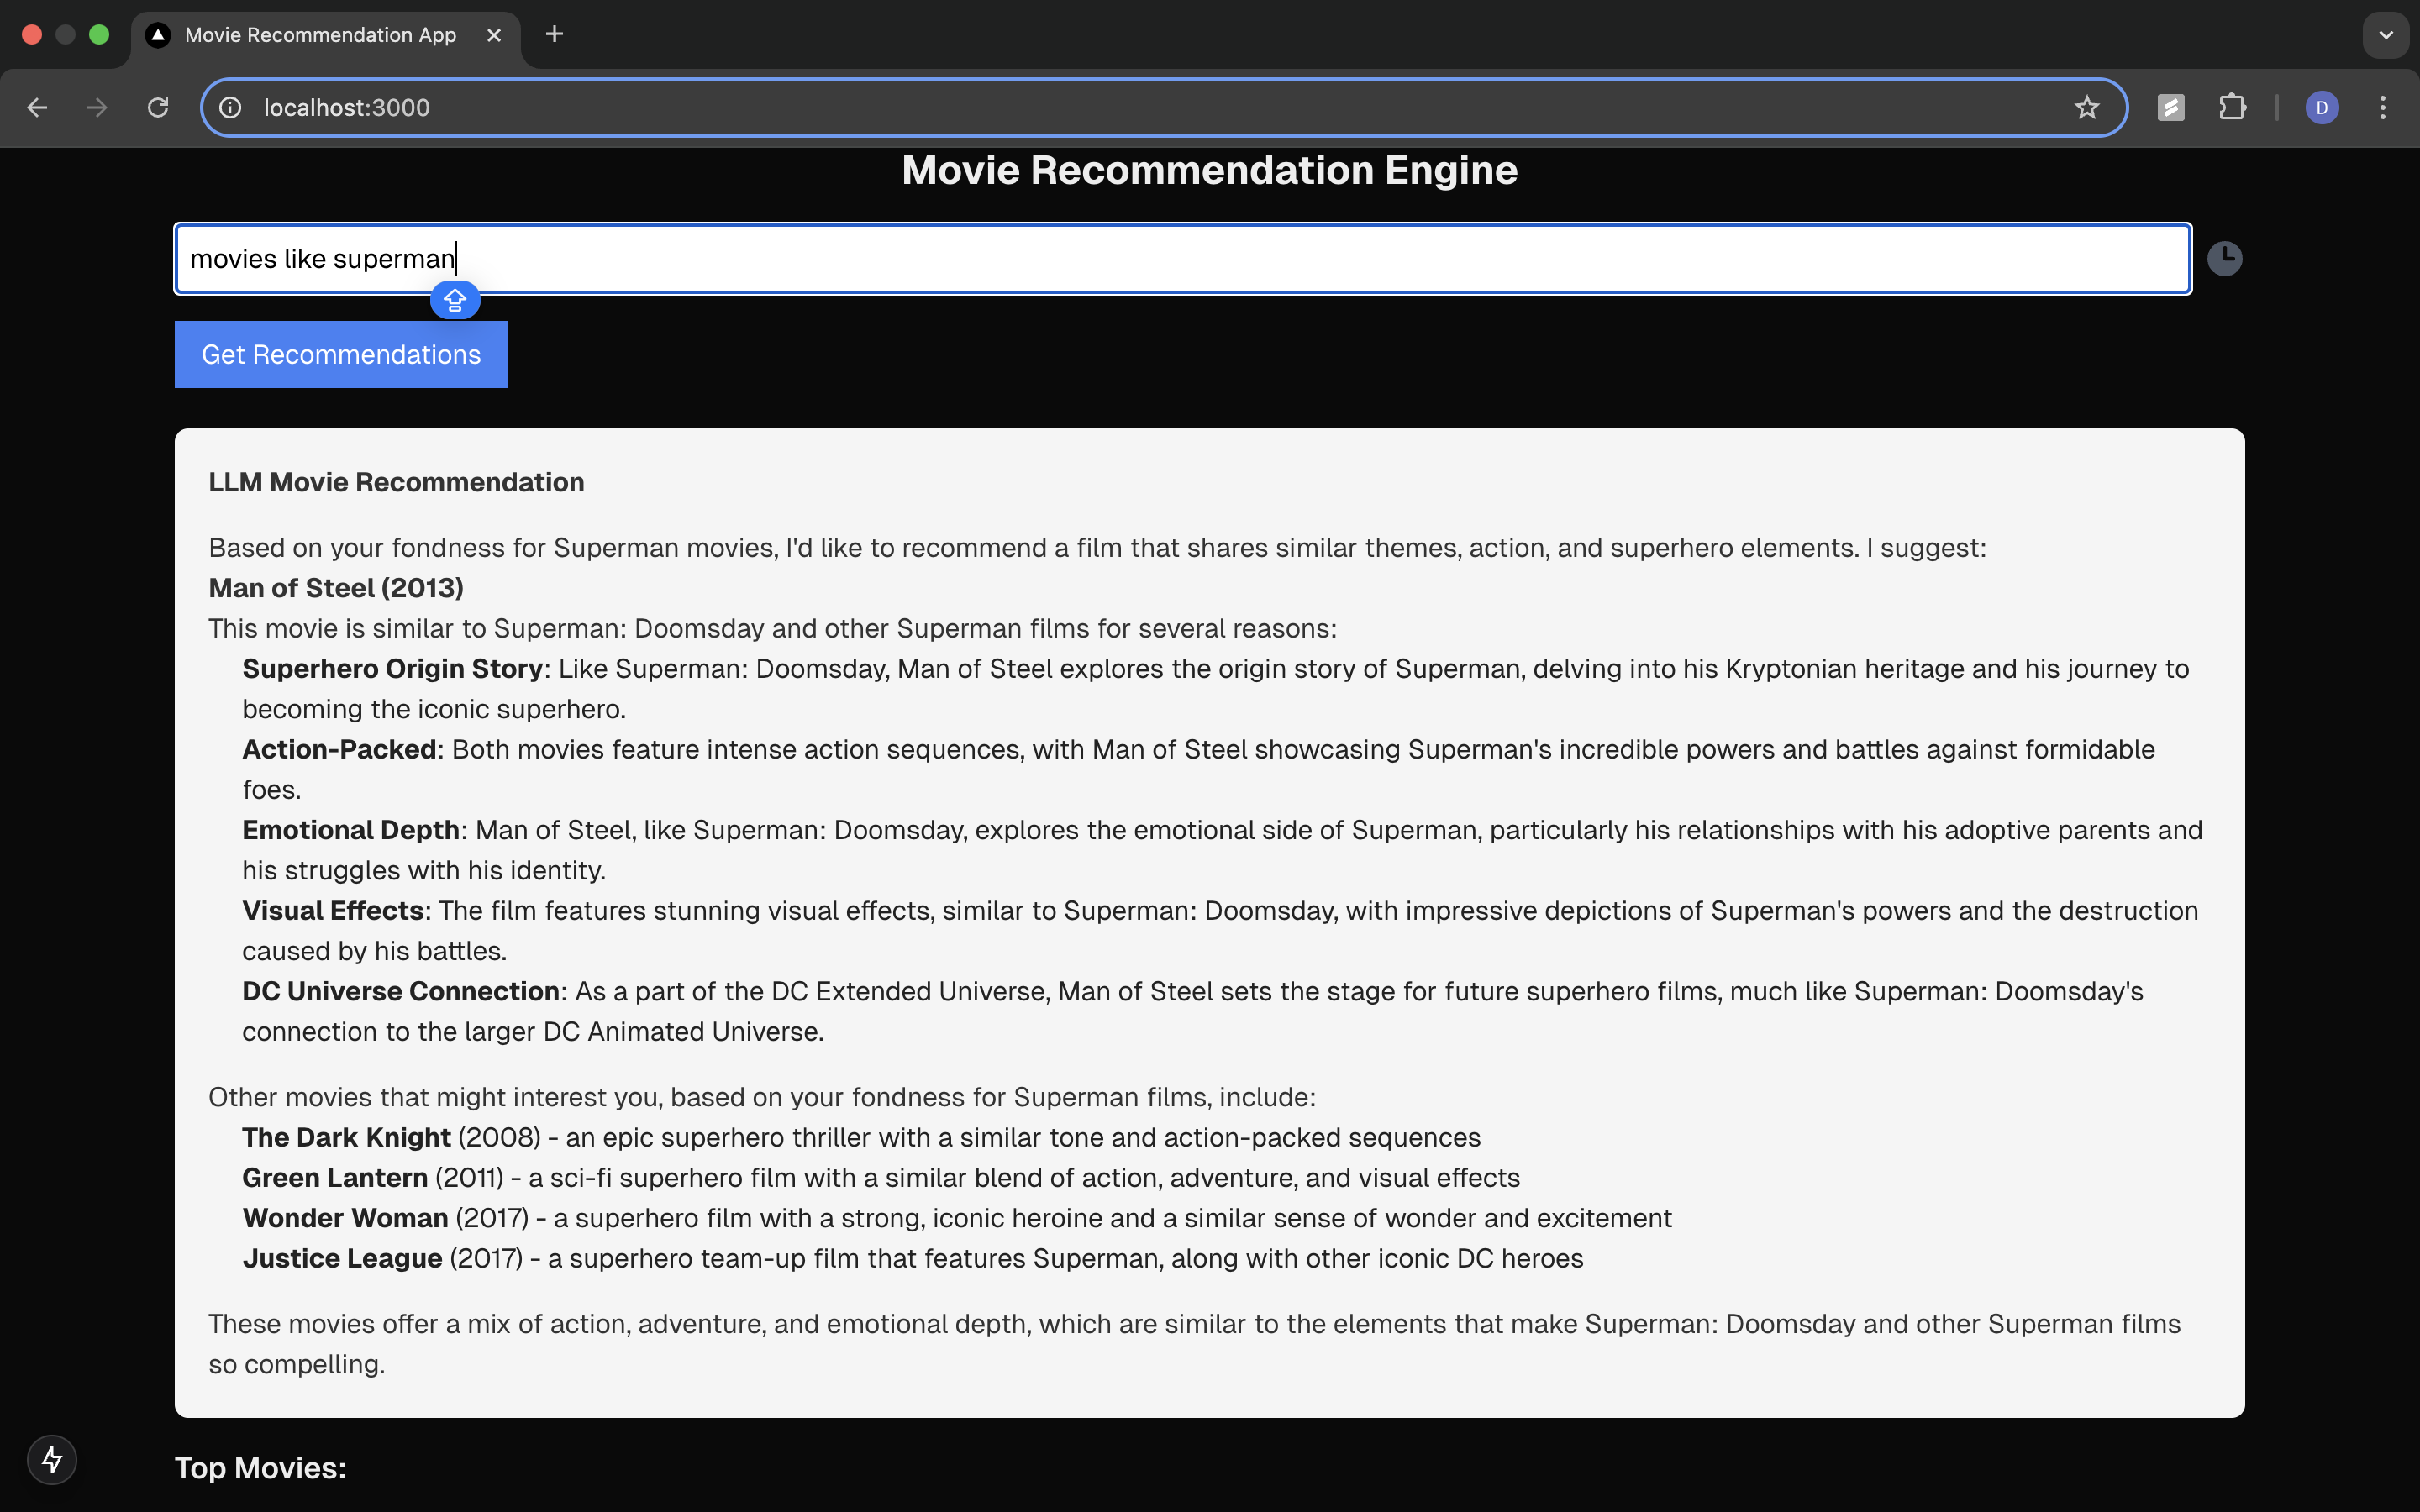 Movie Recommendation App
localhost:3000
D
Movie Recommendation Engine
movies like superman
Get Recommendations
LLM Movie Recommendation
Based on your fondness for Superman movies, I'd like to recommend a film that shares similar themes, action, and superhero elements. I suggest:
Man of Steel (2013)
This movie is similar to Superman: Doomsday and other Superman films for several reasons:
Superhero Origin Story: Like Superman: Doomsday, Man of Steel explores the origin story of Superman, delving into his Kryptonian heritage and his journey to
becoming the iconic superhero.
Action-Packed: Both movies feature intense action sequences, with Man of Steel showcasing Superman's incredible powers and battles against formidable
foes.
Emotional Depth: Man of Steel, like Superman: Doomsday, explores the emotional side of Superman, particularly his relationships with his adoptive parents and
his struggles with his identity.
Visual Effects: The film features stunning visual effects, similar to Superman: Doomsday, with impressive depictions of Superman's powers and the destruction
caused by his battles.
DC Universe Connection: As a part of the DC Extended Universe, Man of Steel sets the stage for future superhero films, much like Superman: Doomsday's
connection to the larger DC Animated Universe.
Other movies that might interest you, based on your fondness for Superman films, include:
The Dark Knight (2008) - an epic superhero thriller with a similar tone and action-packed sequences
Green Lantern (2011) - a sci-fi superhero film with a similar blend of action, adventure, and visual effects
Wonder Woman (2017) - a superhero film with a strong, iconic heroine and a similar sense of wonder and excitement
Justice League (2017) - a superhero team-up film that features Superman, along with other iconic DC heroes
These movies offer a mix of action, adventure, and emotional depth, which are similar to the elements that make Superman: Doomsday and other Superman films
so compelling.
Top Movies: